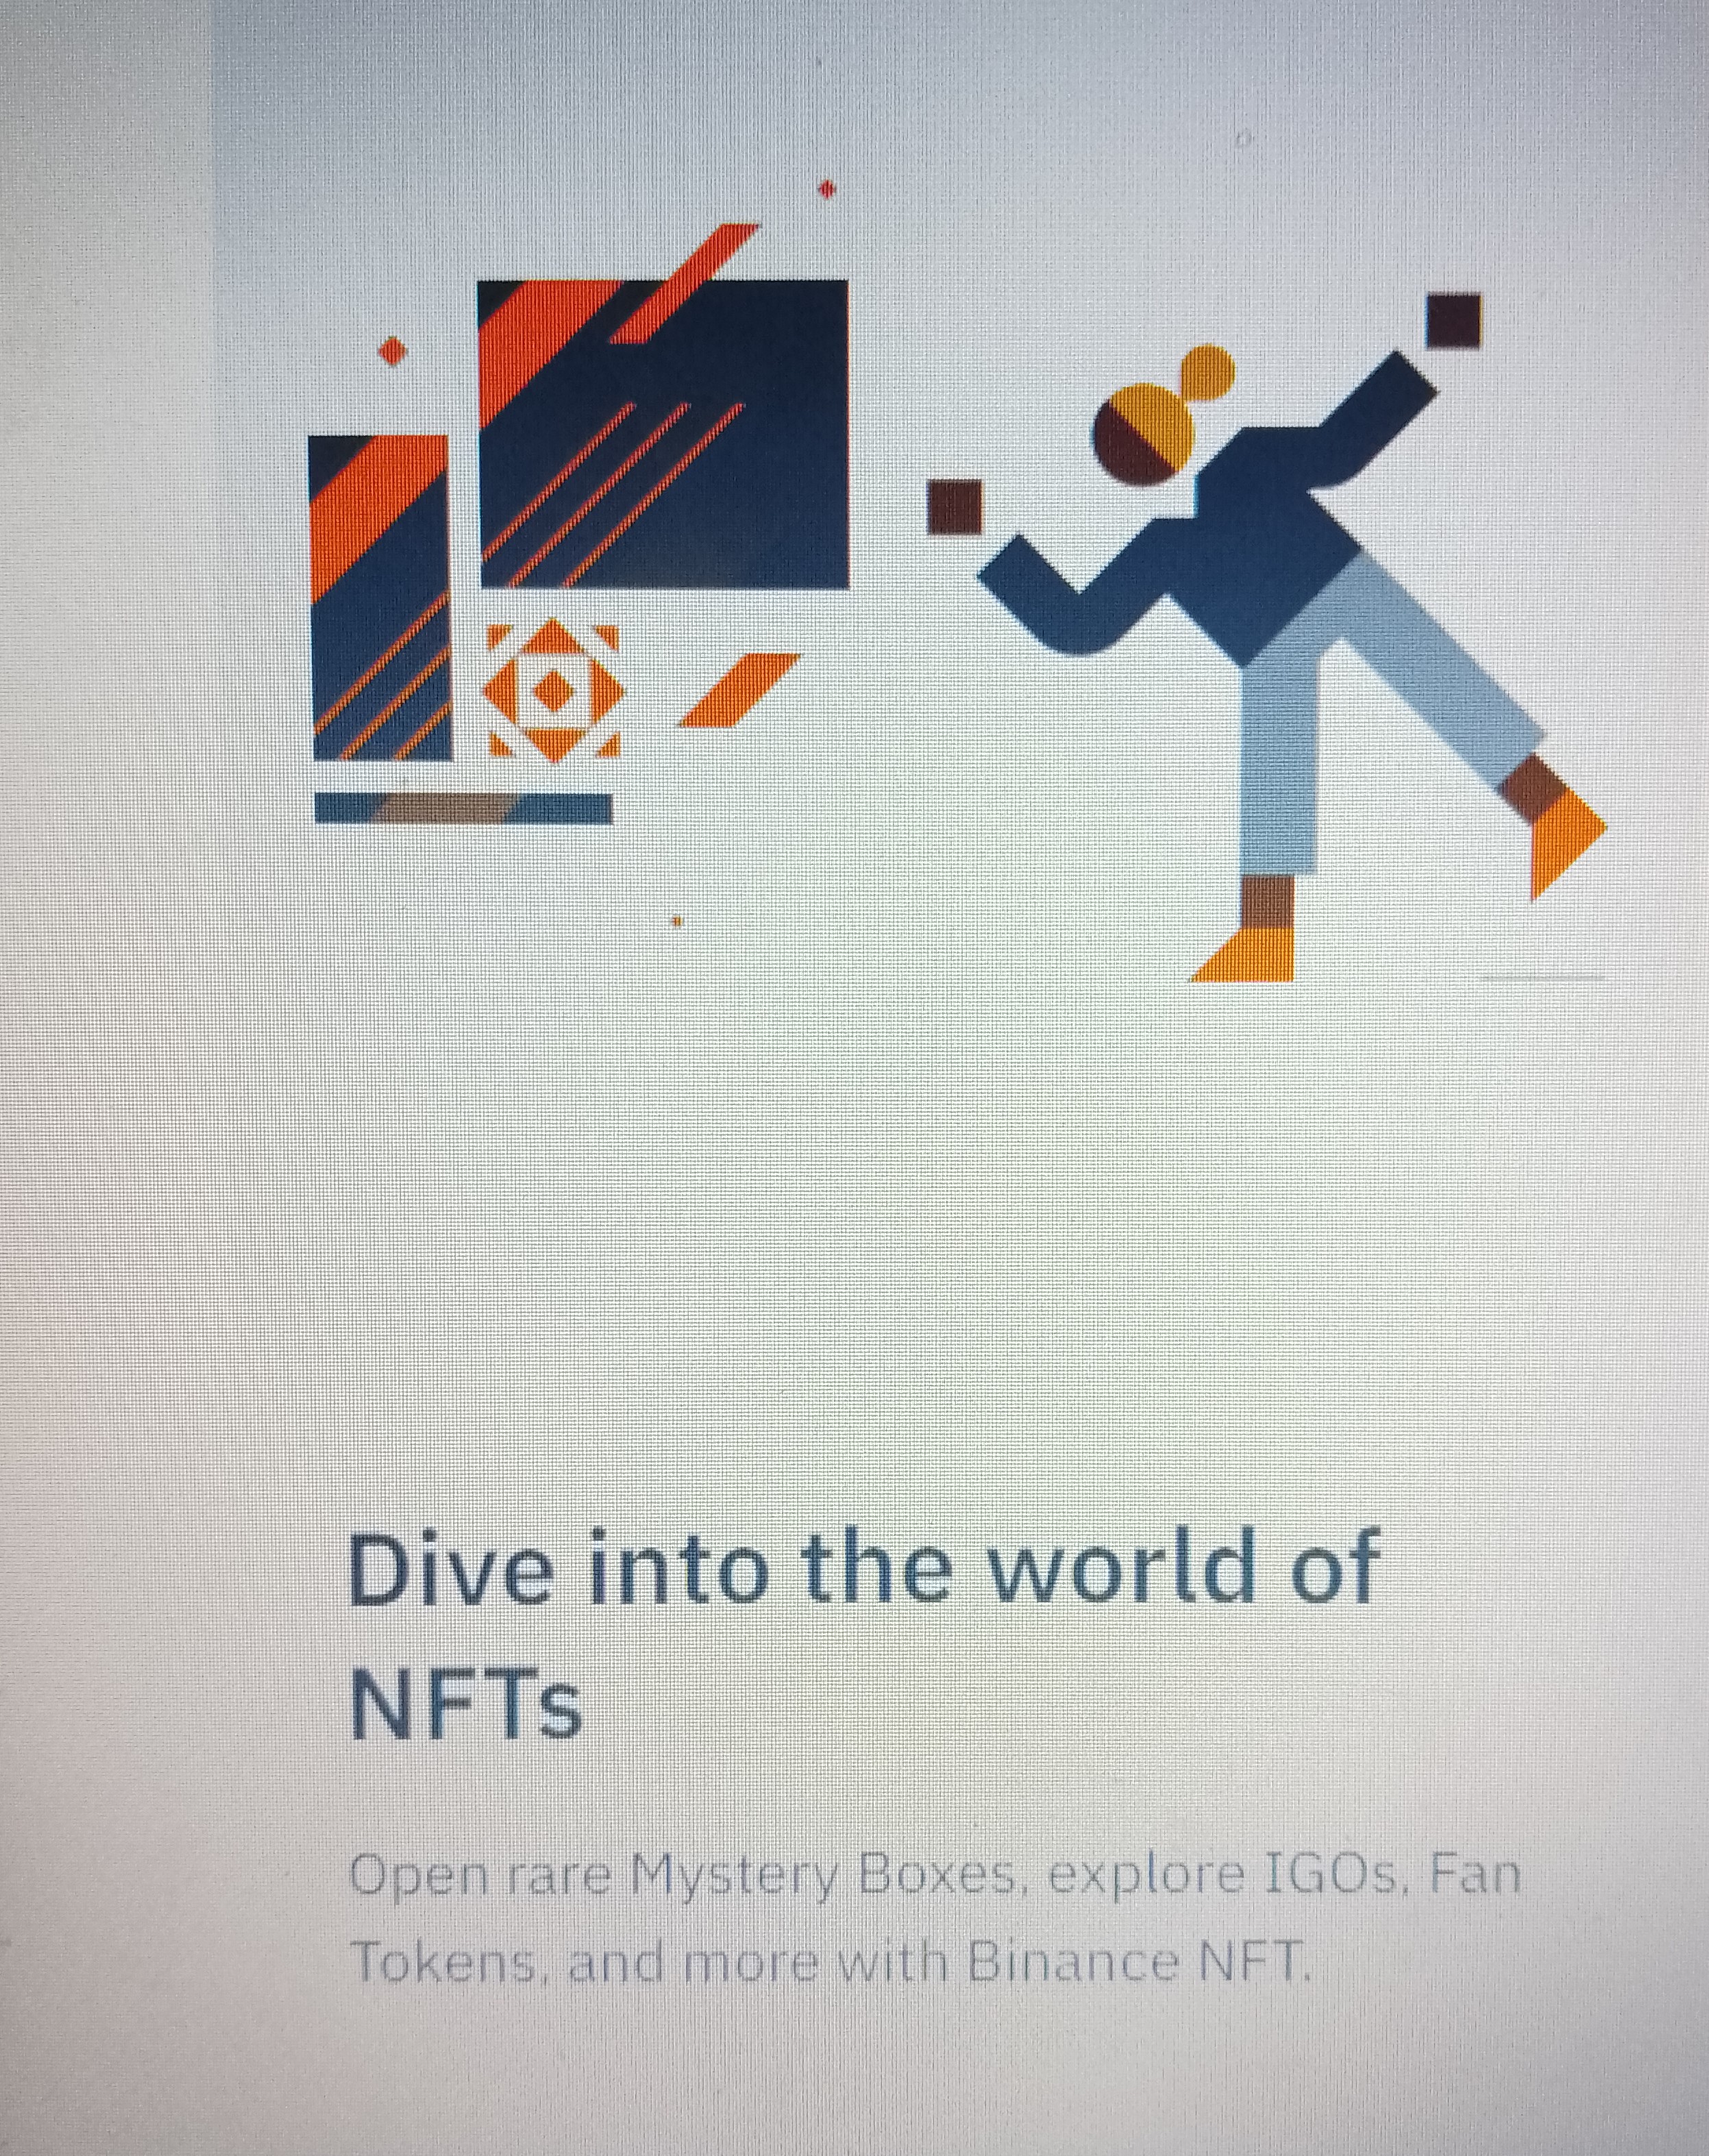 Dive into the world of
NFTs
Open rare Mystery Boxes, explore IGOs, Fan
Tokens, and more with Binance NFT.